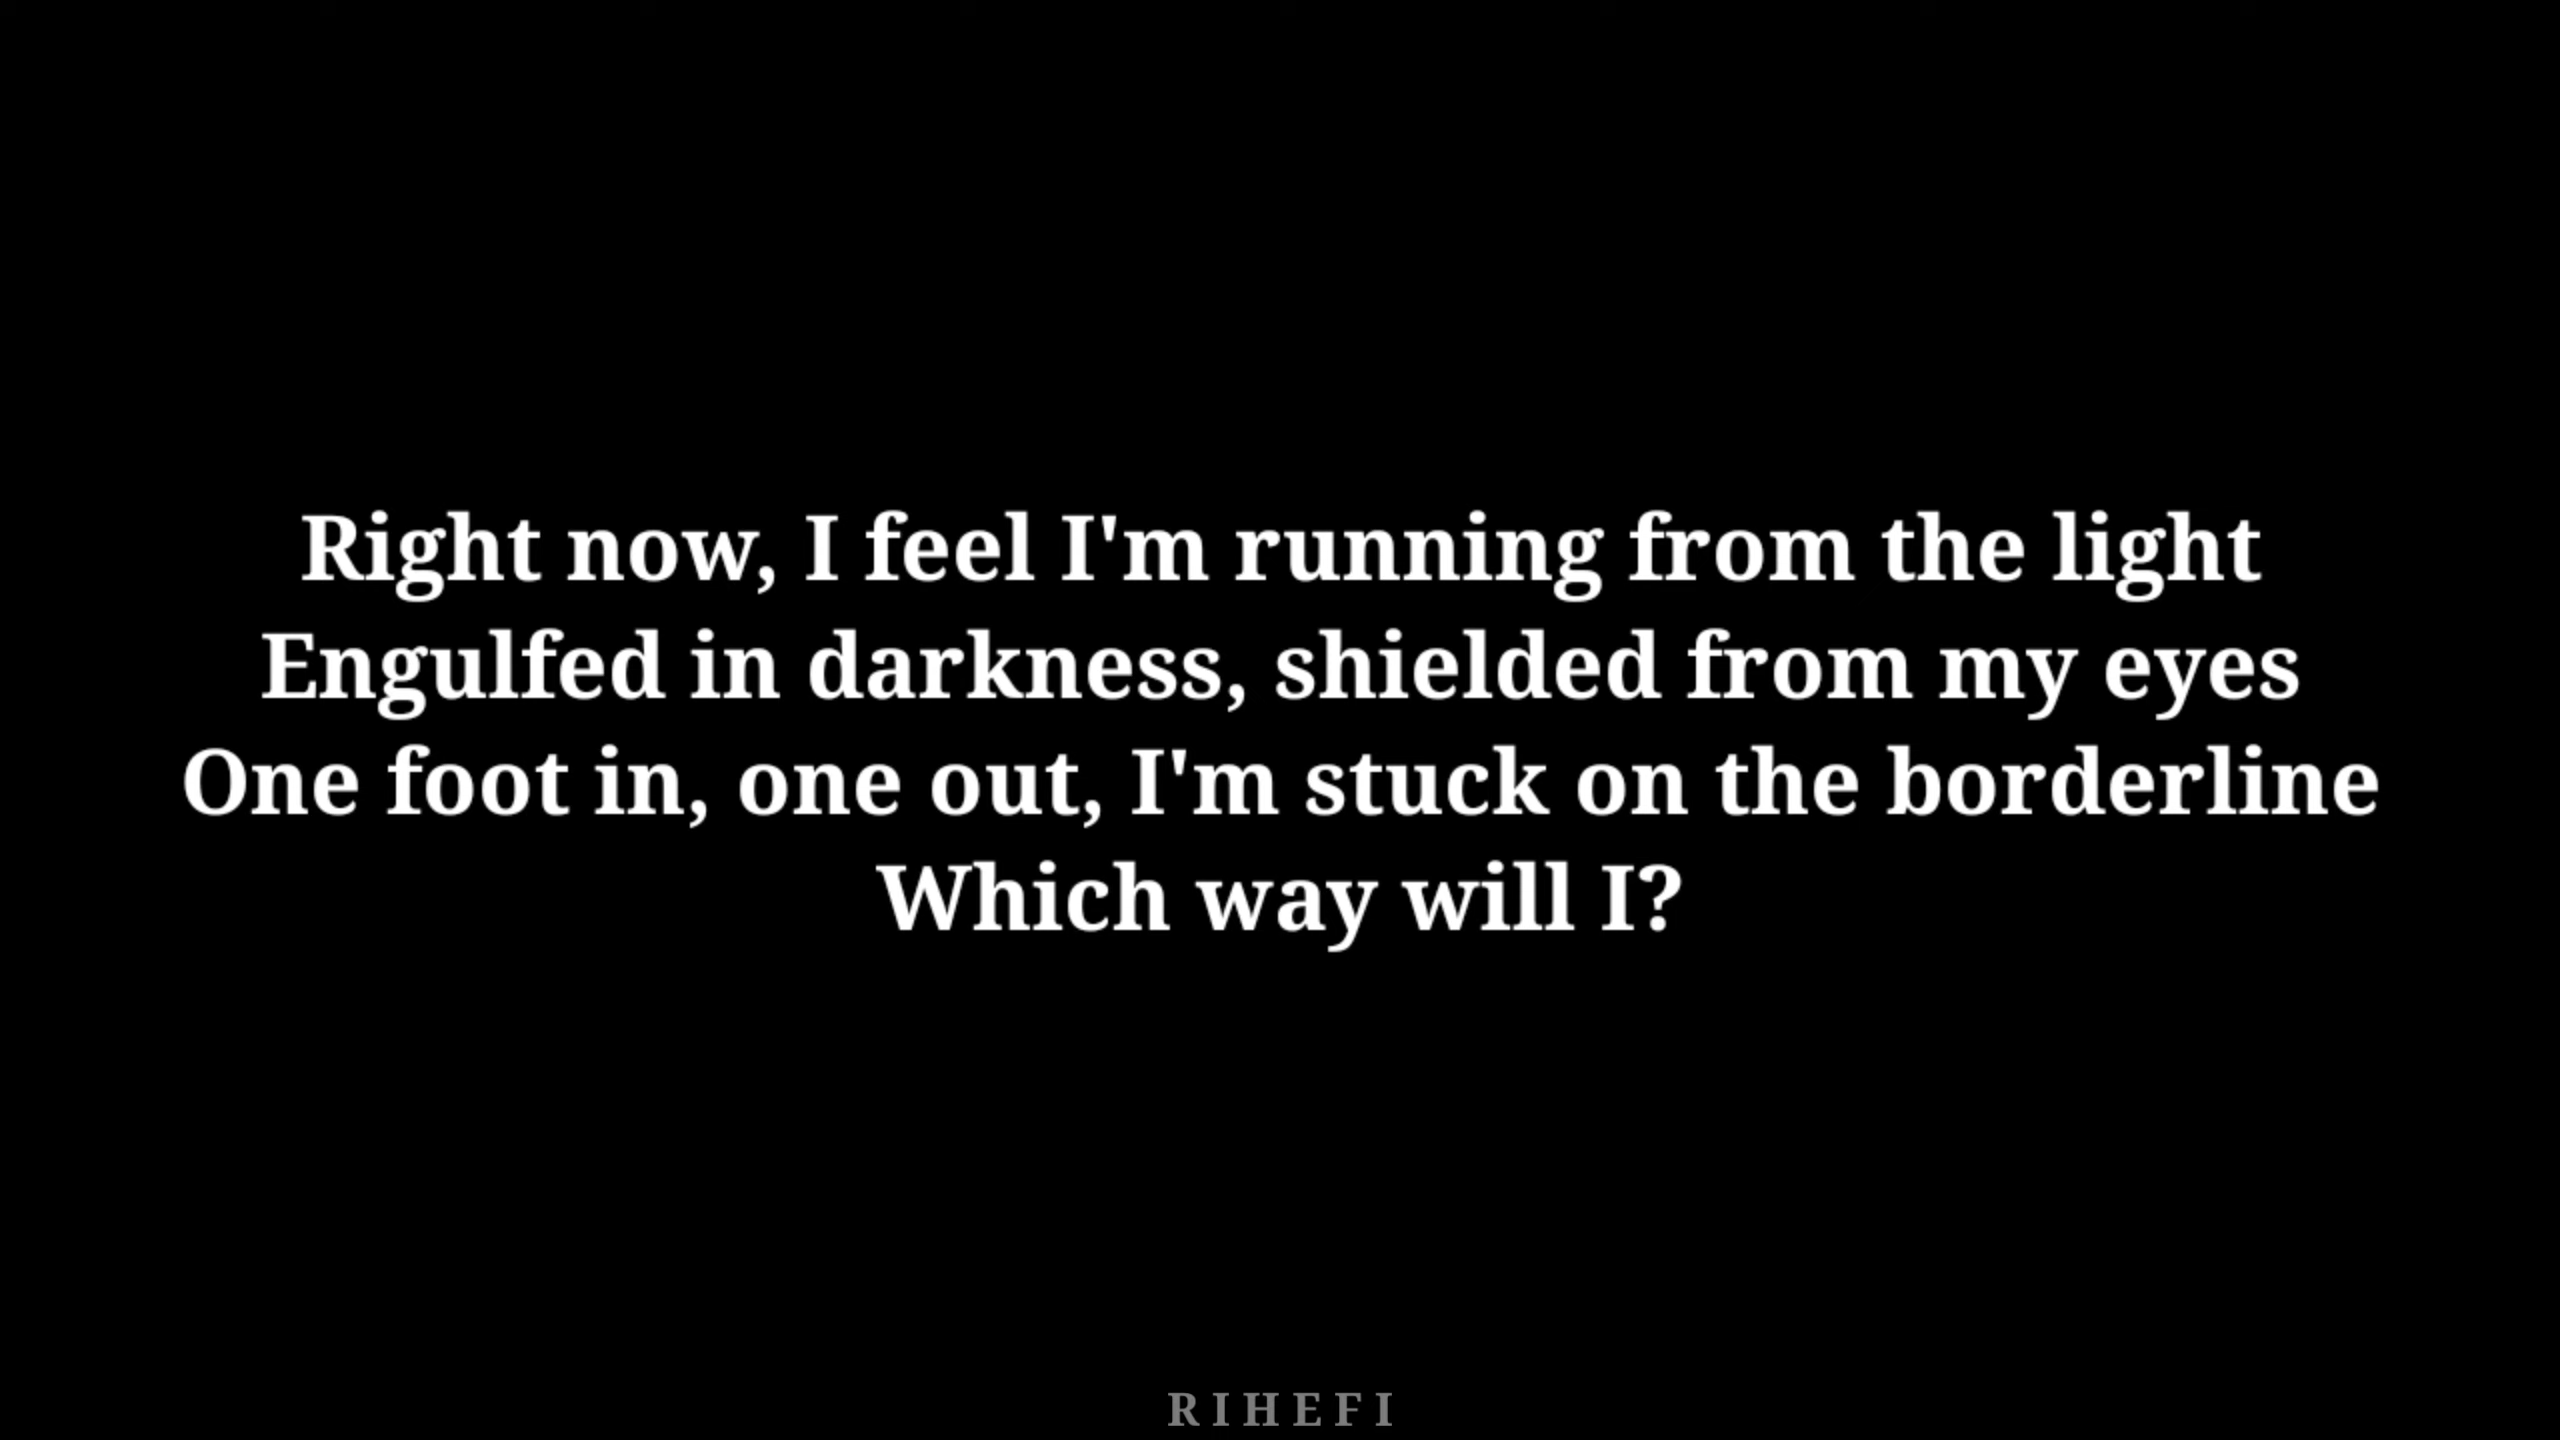 Right now, I feel I'm running from the light
Engulfed in darkness, shielded from my eyes
One foot in, one out, I'm stuck on the borderline
Which way will I?
RIHEFI